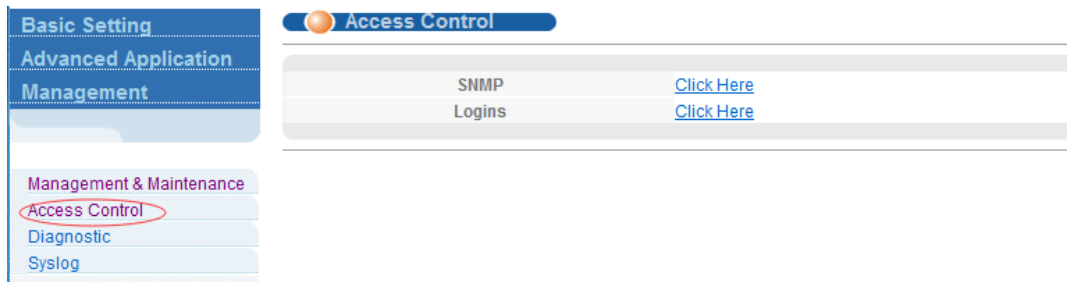 Basic Setting
Advanced Application
Management
Management & Maintenance
Access Control
Diagnostic
Syslog
Access Control
SNMP Click Here
Logins Click Here